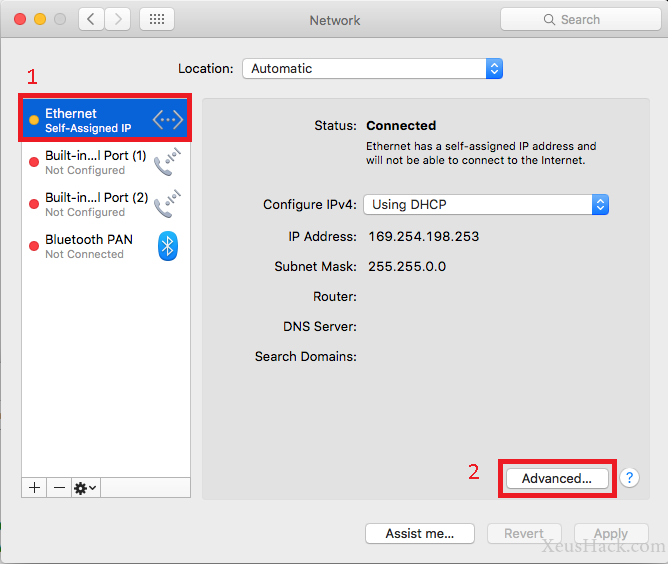 Network
Search
Location: Automatic
1
Ethernet
Self-Assigned IP
Built-in...l Port (1)
Not Configured
Built-in...l Port (2)
Not Configured
Bluetooth PAN
Not Connected
Status: Connected
Ethernet has a self-assigned IP address and
will not be able to connect to the Internet.
Configure IPv4: Using DHCP
IP Address: 169.254.198.253
Subnet Mask: 255.255.0.0
Router:
DNS Server:
Search Domains:
2
Advanced...
?
Assist me...
Revert
Apply
XeusHack.com